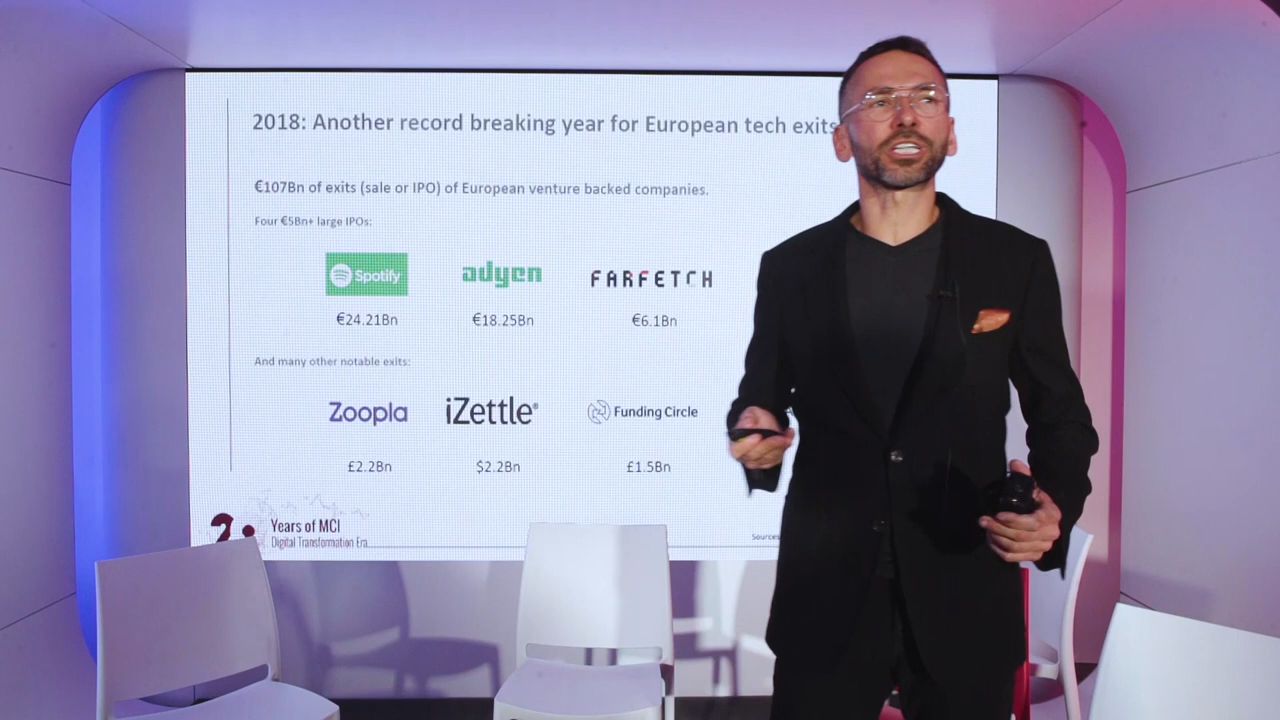 2018: Another record breaking year for European tech exits
€107Bn of exits (sale or IPO) of European venture backed companies.
Four €5Bn+ large IPOs:
Spotify adyen FARFETCH
€24.21Bn €18.25Bn €6.1Bn
And many other notable exits:
Zoopla iZettle® Funding Circle
£2.2Bn $2.2Bn £1.5Bn
Years of MCI
Digital Transformation Era
Sources